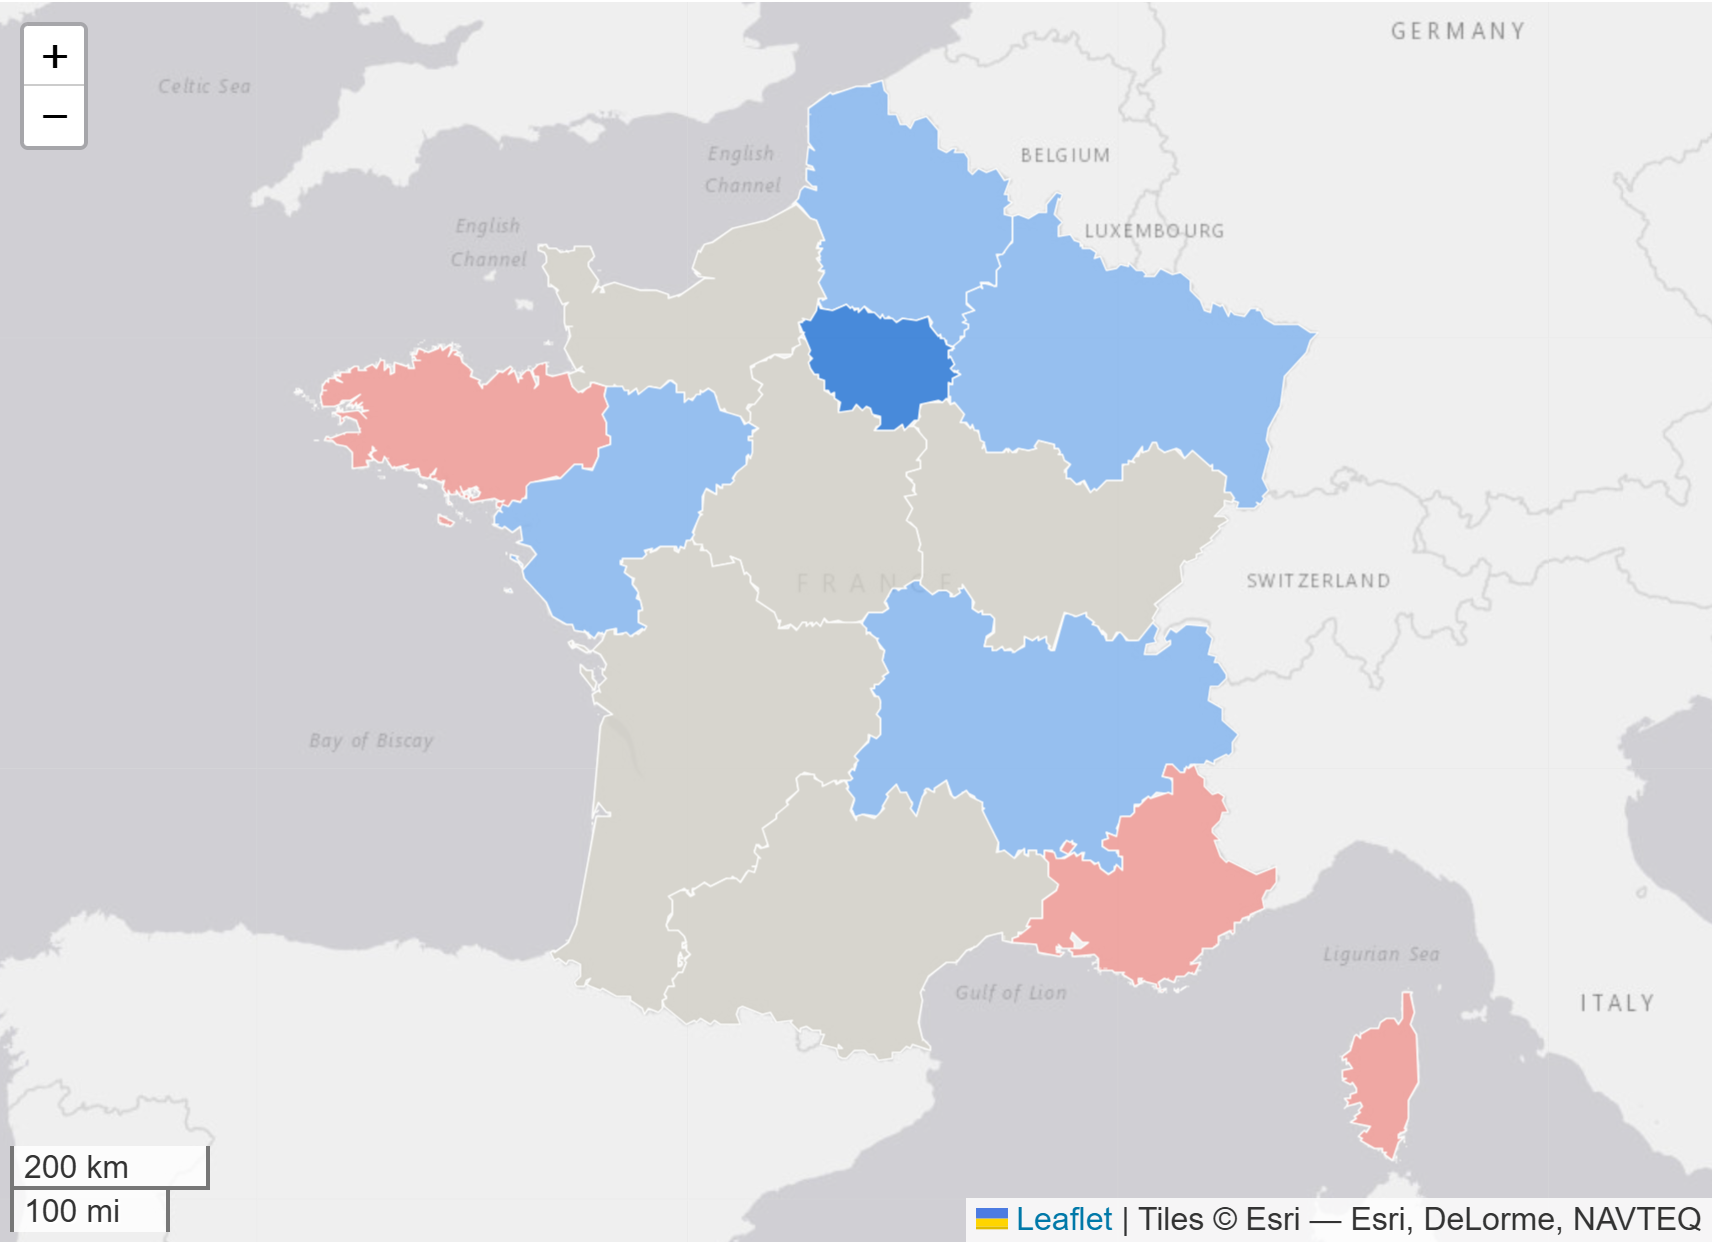 +
−
GERMANY
Celtic Sea
English
Channel
BELGIUM
English
Channel
LUXEMBOURG
FRANCE
SWITZERLAND
Bay of Biscay
Ligurian Sea
Gulf of Lion
ITALY
200 km
100 mi
Leaflet | Tiles © Esri — Esri, DeLorme, NAVTEQ